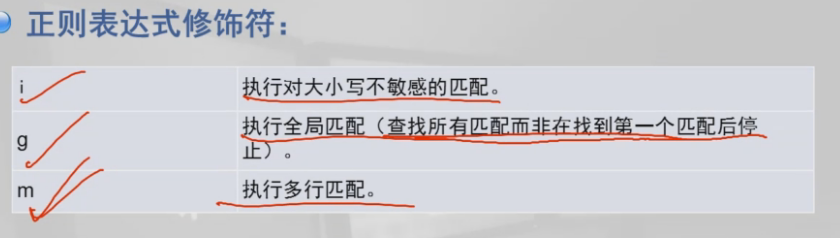 正则表达式修饰符：
i
执行对大小写不敏感的匹配。
g
执行全局匹配（查找所有匹配而非在找到第一个匹配后停
止）。
m
执行多行匹配。